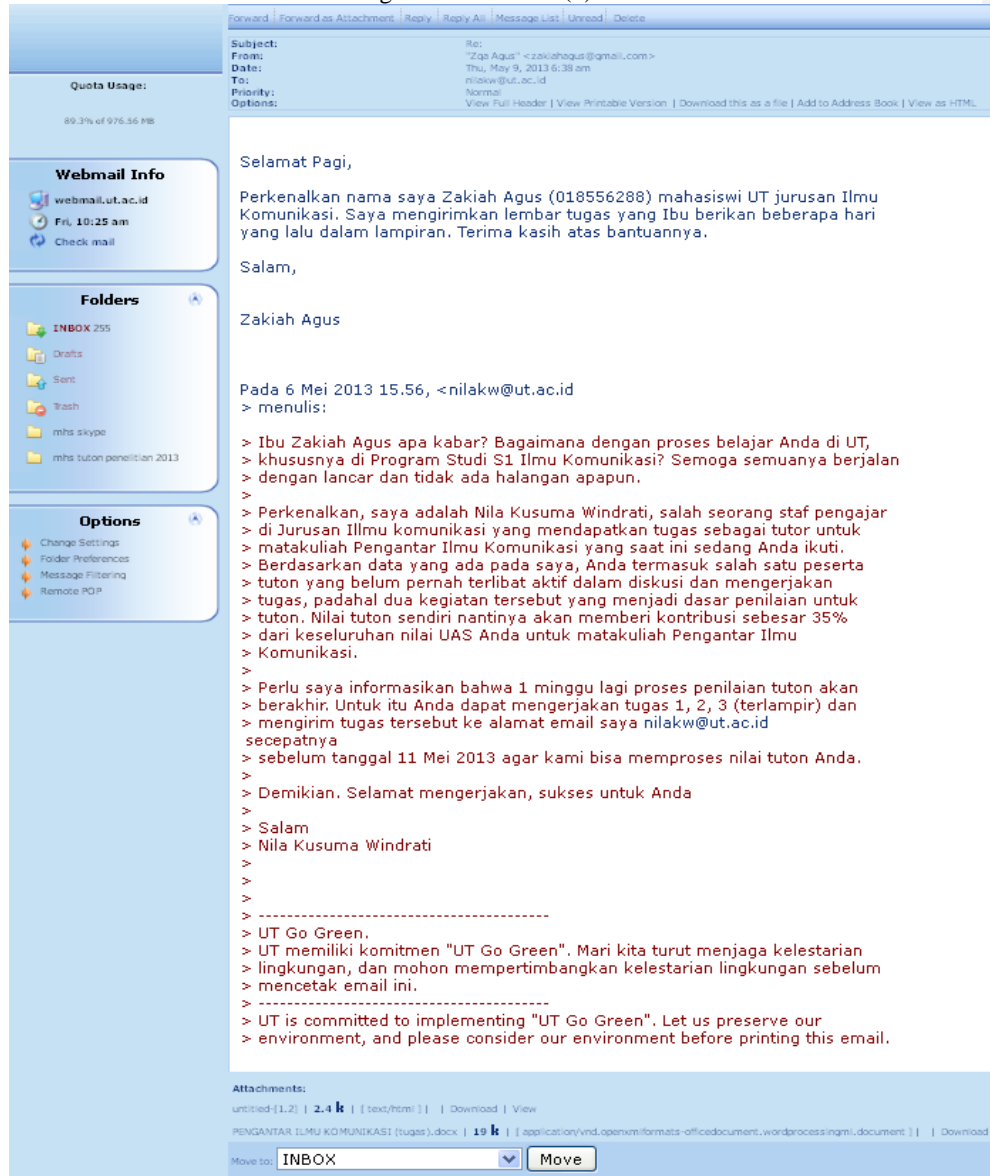 Forward | Forward as Attachment | Reply | Reply All | Message List | Unread | Delete
Subject: Re:
From: "Zqa Agus" <zakiahagus@gmail.com>
Date: Thu, May 9, 2013 6:38 am
To: nilakw@ut.ac.id
Priority: Normal
Options: View Full Header | View Printable Version | Download this as a file | Add to Address Book | View as HTML
Quota Usage:
89.3% of 976.56 MB
Webmail Info
webmail.ut.ac.id
Fri, 10:25 am
Check mail
Folders
INBOX 255
Drafts
Sent
Trash
mhs skype
mhs tuton penelitian 2013
Options
Change Settings
Folder Preferences
Message Filtering
Remote POP
Selamat Pagi,
Perkenalkan nama saya Zakiah Agus (018556288) mahasiswi UT jurusan Ilmu
Komunikasi. Saya mengirimkan lembar tugas yang Ibu berikan beberapa hari
yang lalu dalam lampiran. Terima kasih atas bantuannya.
Salam,
Zakiah Agus
Pada 6 Mei 2013 15.56, <nilakw@ut.ac.id
> menulis:
> Ibu Zakiah Agus apa kabar? Bagaimana dengan proses belajar Anda di UT,
> khususnya di Program Studi S1 Ilmu Komunikasi? Semoga semuanya berjalan
> dengan lancar dan tidak ada halangan apapun.
>
> Perkenalkan, saya adalah Nila Kusuma Windrati, salah seorang staf pengajar
> di Jurusan Illmu komunikasi yang mendapatkan tugas sebagai tutor untuk
> matakuliah Pengantar Ilmu Komunikasi yang saat ini sedang Anda ikuti.
> Berdasarkan data yang ada pada saya, Anda termasuk salah satu peserta
> tuton yang belum pernah terlibat aktif dalam diskusi dan mengerjakan
> tugas, padahal dua kegiatan tersebut yang menjadi dasar penilaian untuk
> tuton. Nilai tuton sendiri nantinya akan memberi kontribusi sebesar 35%
> dari keseluruhan nilai UAS Anda untuk matakuliah Pengantar Ilmu
> Komunikasi.
>
> Perlu saya informasikan bahwa 1 minggu lagi proses penilaian tuton akan
> berakhir. Untuk itu Anda dapat mengerjakan tugas 1, 2, 3 (terlampir) dan
> mengirim tugas tersebut ke alamat email saya nilakw@ut.ac.id
secepatnya
> sebelum tanggal 11 Mei 2013 agar kami bisa memproses nilai tuton Anda.
>
> Demikian. Selamat mengerjakan, sukses untuk Anda
>
> Salam
> Nila Kusuma Windrati
>
>
>
> -----------------------------------------
> UT Go Green.
> UT memiliki komitmen "UT Go Green". Mari kita turut menjaga kelestarian
> lingkungan, dan mohon mempertimbangkan kelestarian lingkungan sebelum
> mencetak email ini.
> -----------------------------------------
> UT is committed to implementing "UT Go Green". Let us preserve our
> environment, and please consider our environment before printing this email.
Attachments:
untitled-[1.2] | 2.4 k | [ text/html ] | | Download | View
PENGANTAR ILMU KOMUNIKASI (tugas).docx | 19 k | [ application/vnd.openxmlformats-officedocument.wordprocessingml.document ] | | Download
Move to: INBOX Move